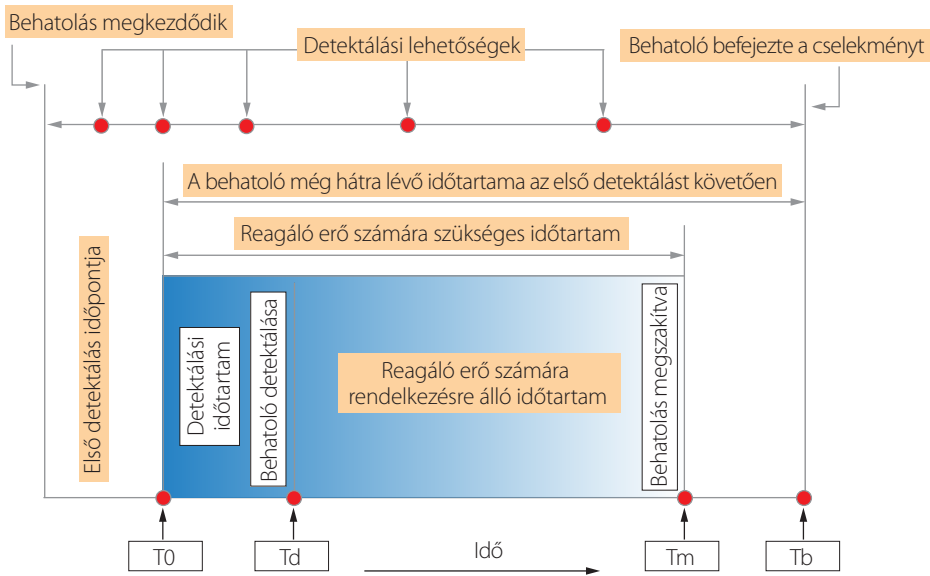 Behatolás megkezdődik
Detektálási lehetőségek
Behatoló befejezte a cselekményt
A behatoló még hátra lévő időtartama az első detektálást követően
Reagáló erő számára szükséges időtartam
Első detektálás időpontja
Detektálási
időtartam
Behatoló detektálása
Reagáló erő számára
rendelkezésre álló időtartam
Behatolás megszakítva
T0
Td
Idő
Tm
Tb